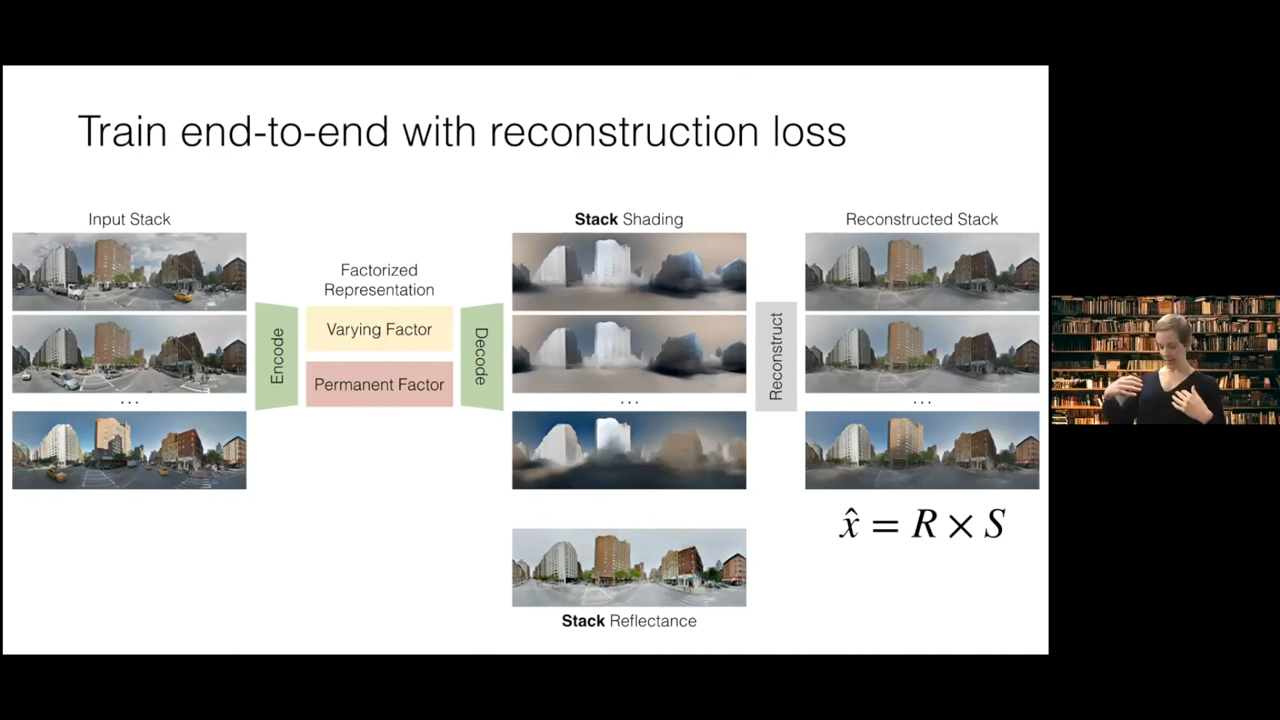 Train end-to-end with reconstruction loss
Input Stack
Stack Shading
Reconstructed Stack
Factorized
Representation
Encode
Varying Factor
Permanent Factor
Decode
Reconstruct
...
...
...
x̂ = R × S
Stack Reflectance